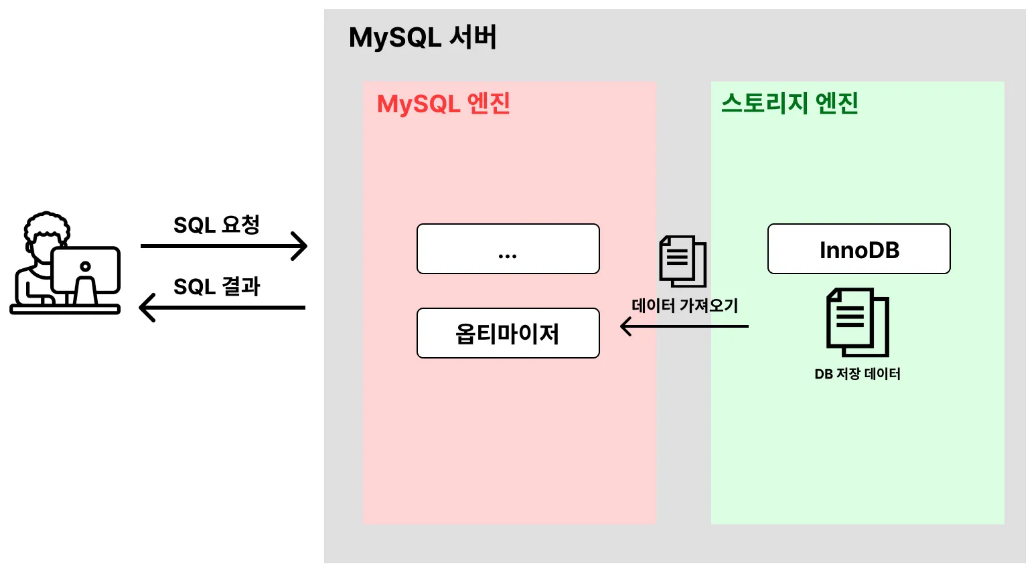 MySQL 서버
MySQL 엔진
스토리지 엔진
SQL 요청
SQL 결과
...
옵티마이저
데이터 가져오기
InnoDB
DB 저장 데이터